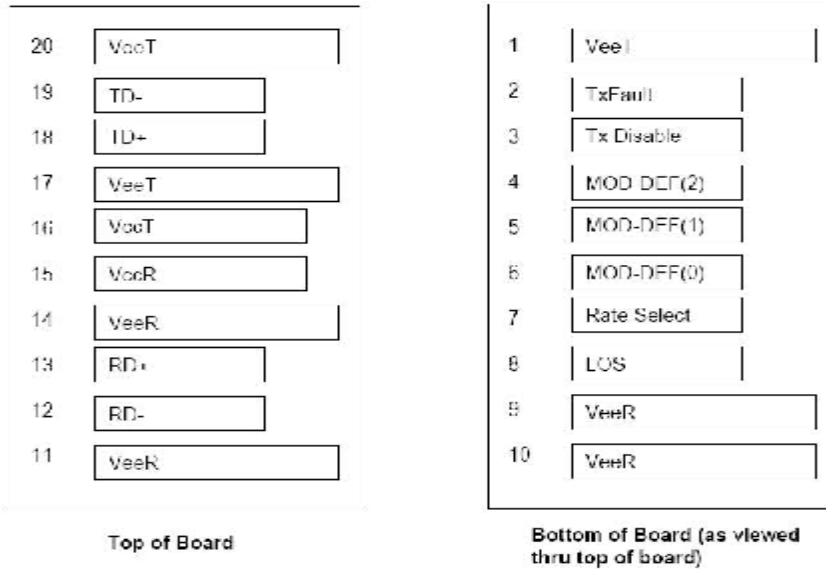 20 VeeT
19 TD-
18 TD+
17 VeeT
16 VccT
15 VccR
14 VeeR
13 RD+
12 RD-
11 VeeR
Top of Board
1 VeeT
2 TxFault
3 Tx Disable
4 MOD-DEF(2)
5 MOD-DEF(1)
6 MOD-DEF(0)
7 Rate Select
8 LOS
9 VeeR
10 VeeR
Bottom of Board (as viewed
thru top of board)